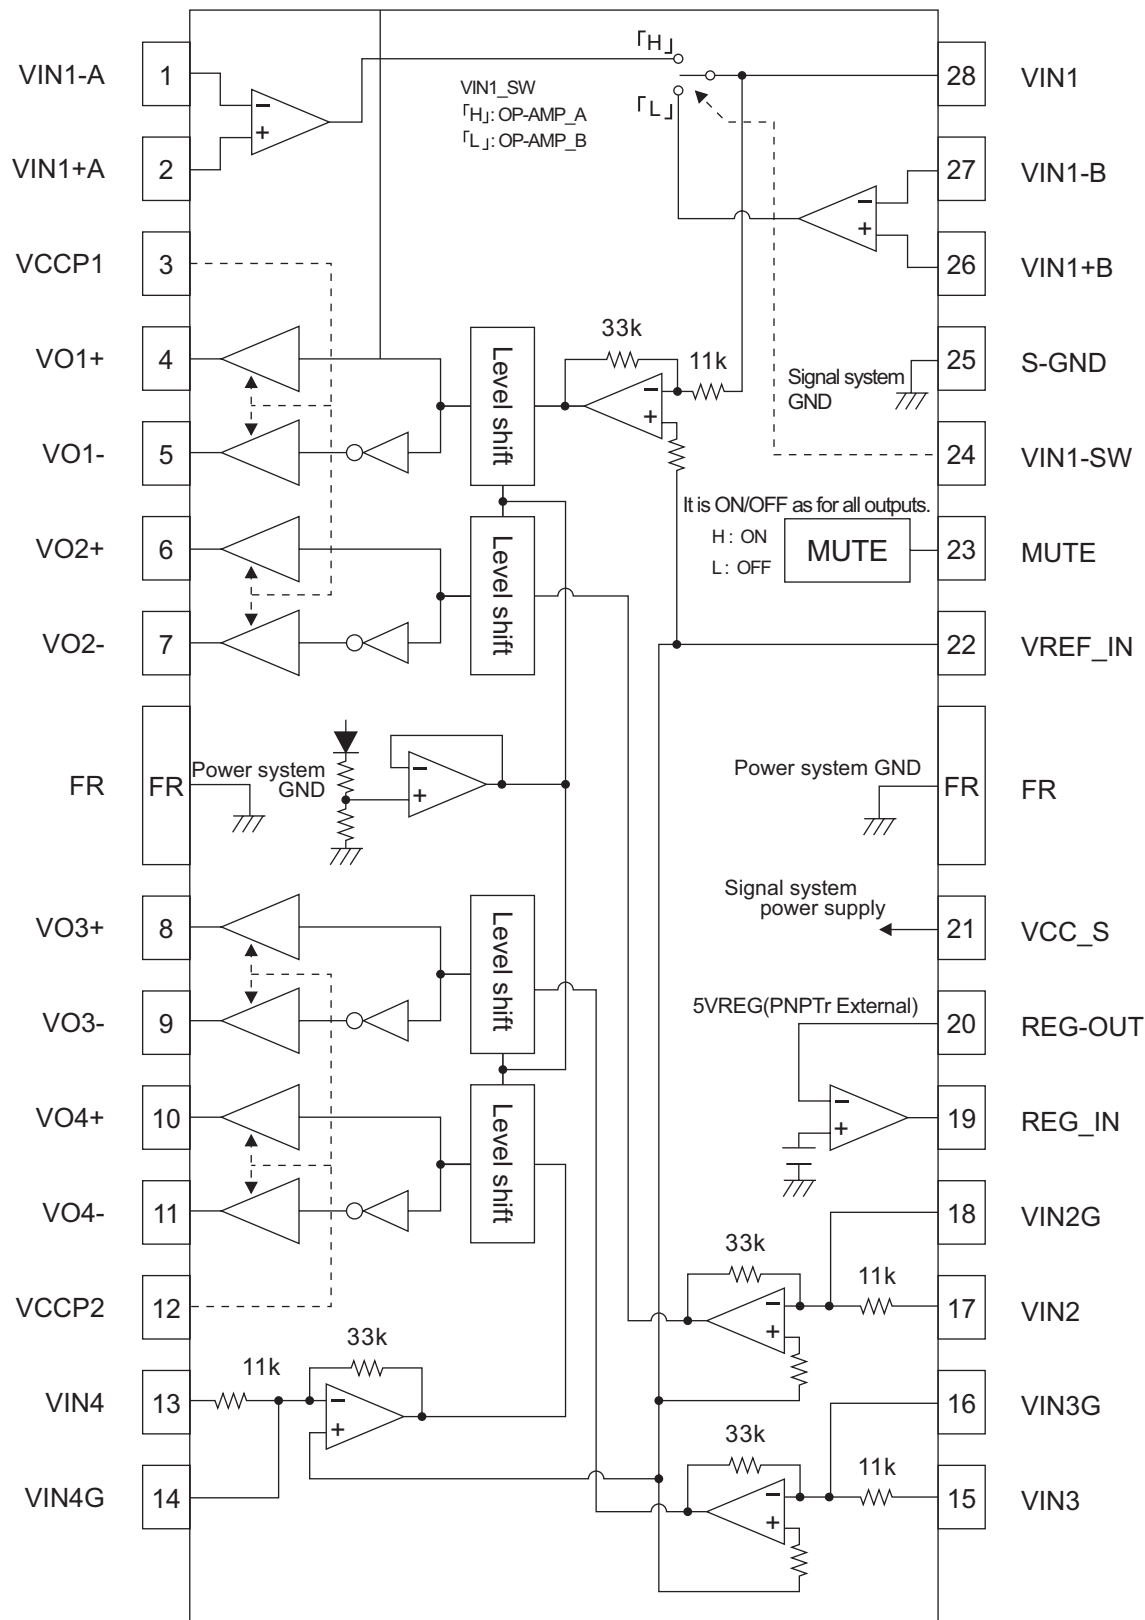 VIN1-A 1
VIN1+A 2
VCCP1 3
VO1+ 4
VO1- 5
VO2+ 6
VO2- 7
FR FR
VO3+ 8
VO3- 9
VO4+ 10
VO4- 11
VCCP2 12
VIN4 13
VIN4G 14
「H」
VIN1_SW
「H」: OP-AMP_A
「L」: OP-AMP_B
「L」
− +
− +
33k
11k
− +
Level shift
Level shift
Signal system
GND
It is ON/OFF as for all outputs.
H : ON
L : OFF
MUTE
Power system
GND
− +
Power system GND
Signal system
power supply
Level shift
Level shift
5VREG(PNPTr External)
− +
33k
11k
− +
33k
11k
− +
33k
11k
− +
28 VIN1
27 VIN1-B
26 VIN1+B
25 S-GND
24 VIN1-SW
23 MUTE
22 VREF_IN
FR FR
21 VCC_S
20 REG-OUT
19 REG_IN
18 VIN2G
17 VIN2
16 VIN3G
15 VIN3